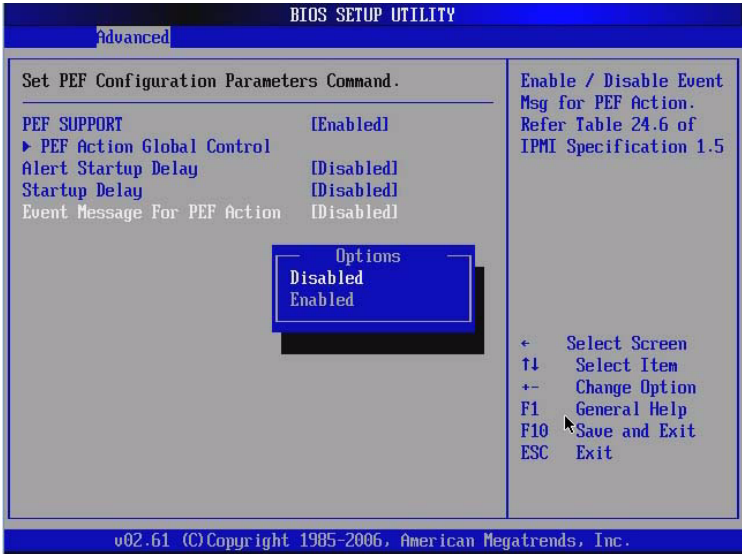 BIOS SETUP UTILITY
Advanced
Set PEF Configuration Parameters Command.
PEF SUPPORT [Enabled]
▶ PEF Action Global Control
Alert Startup Delay [Disabled]
Startup Delay [Disabled]
Event Message For PEF Action [Disabled]
Options
Disabled
Enabled
Enable / Disable Event
Msg for PEF Action.
Refer Table 24.6 of
IPMI Specification 1.5
← Select Screen
↑↓ Select Item
+- Change Option
F1 General Help
F10 Save and Exit
ESC Exit
v02.61 (C)Copyright 1985-2006, American Megatrends, Inc.